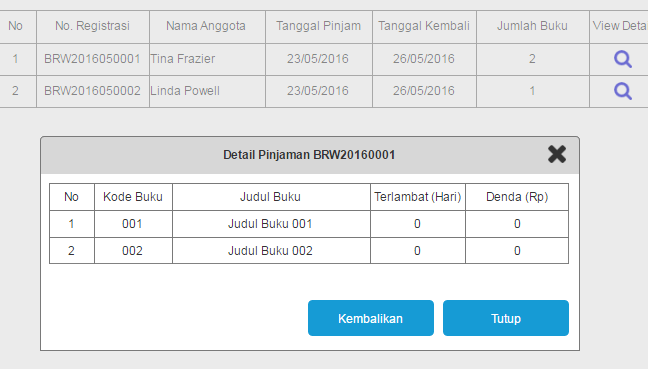 No No. Registrasi Nama Anggota Tanggal Pinjam Tanggal Kembali Jumlah Buku View Detai
1 BRW2016050001 Tina Frazier 23/05/2016 26/05/2016 2
2 BRW2016050002 Linda Powell 23/05/2016 26/05/2016 1
Detail Pinjaman BRW20160001
No Kode Buku Judul Buku Terlambat (Hari) Denda (Rp)
1 001 Judul Buku 001 0 0
2 002 Judul Buku 002 0 0
Kembalikan Tutup